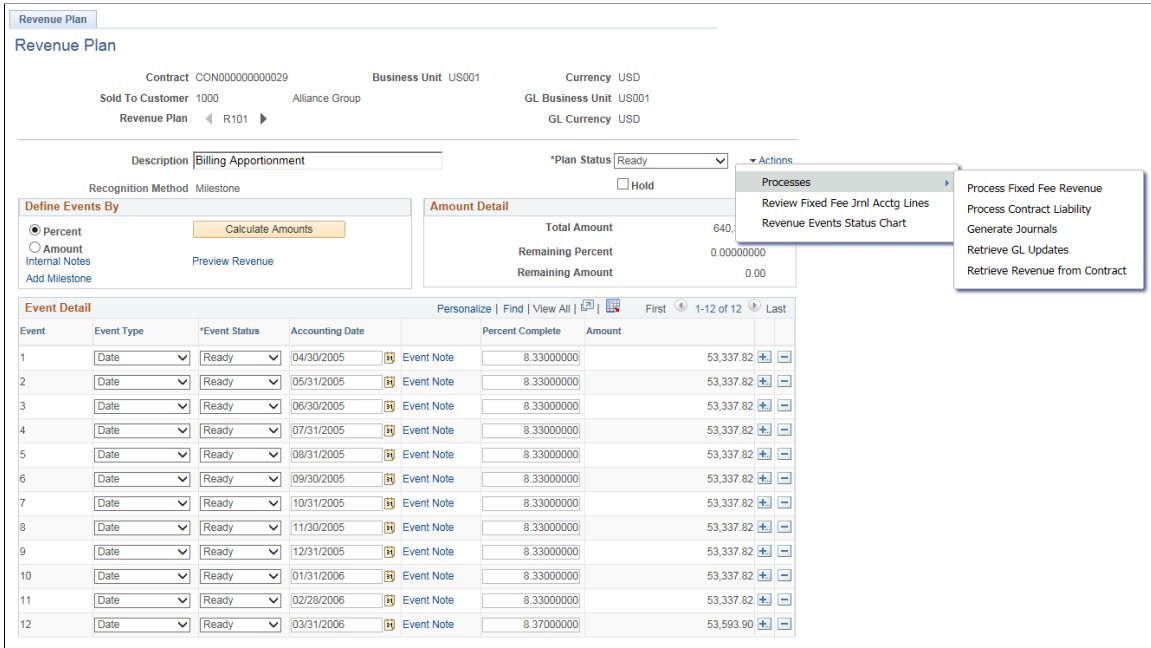 Revenue Plan
Revenue Plan
Contract CON000000000029 Business Unit US001 Currency USD
Sold To Customer 1000 Alliance Group GL Business Unit US001
Revenue Plan R101 GL Currency USD
Description Billing Apportionment *Plan Status Ready Actions
Recognition Method Milestone Hold
Processes
Review Fixed Fee Jrnl Acctg Lines
Revenue Events Status Chart
Process Fixed Fee Revenue
Process Contract Liability
Generate Journals
Retrieve GL Updates
Retrieve Revenue from Contract
Define Events By
Percent Calculate Amounts
Amount
Internal Notes Preview Revenue
Add Milestone
Amount Detail
Total Amount 640,
Remaining Percent 0.00000000
Remaining Amount 0.00
Event Detail Personalize | Find | View All | | First 1-12 of 12 Last
Event Event Type *Event Status Accounting Date Percent Complete Amount
1 Date Ready 04/30/2005 Event Note 8.33000000 53,337.82
2 Date Ready 05/31/2005 Event Note 8.33000000 53,337.82
3 Date Ready 06/30/2005 Event Note 8.33000000 53,337.82
4 Date Ready 07/31/2005 Event Note 8.33000000 53,337.82
5 Date Ready 08/31/2005 Event Note 8.33000000 53,337.82
6 Date Ready 09/30/2005 Event Note 8.33000000 53,337.82
7 Date Ready 10/31/2005 Event Note 8.33000000 53,337.82
8 Date Ready 11/30/2005 Event Note 8.33000000 53,337.82
9 Date Ready 12/31/2005 Event Note 8.33000000 53,337.82
10 Date Ready 01/31/2006 Event Note 8.33000000 53,337.82
11 Date Ready 02/28/2006 Event Note 8.33000000 53,337.82
12 Date Ready 03/31/2006 Event Note 8.37000000 53,593.90